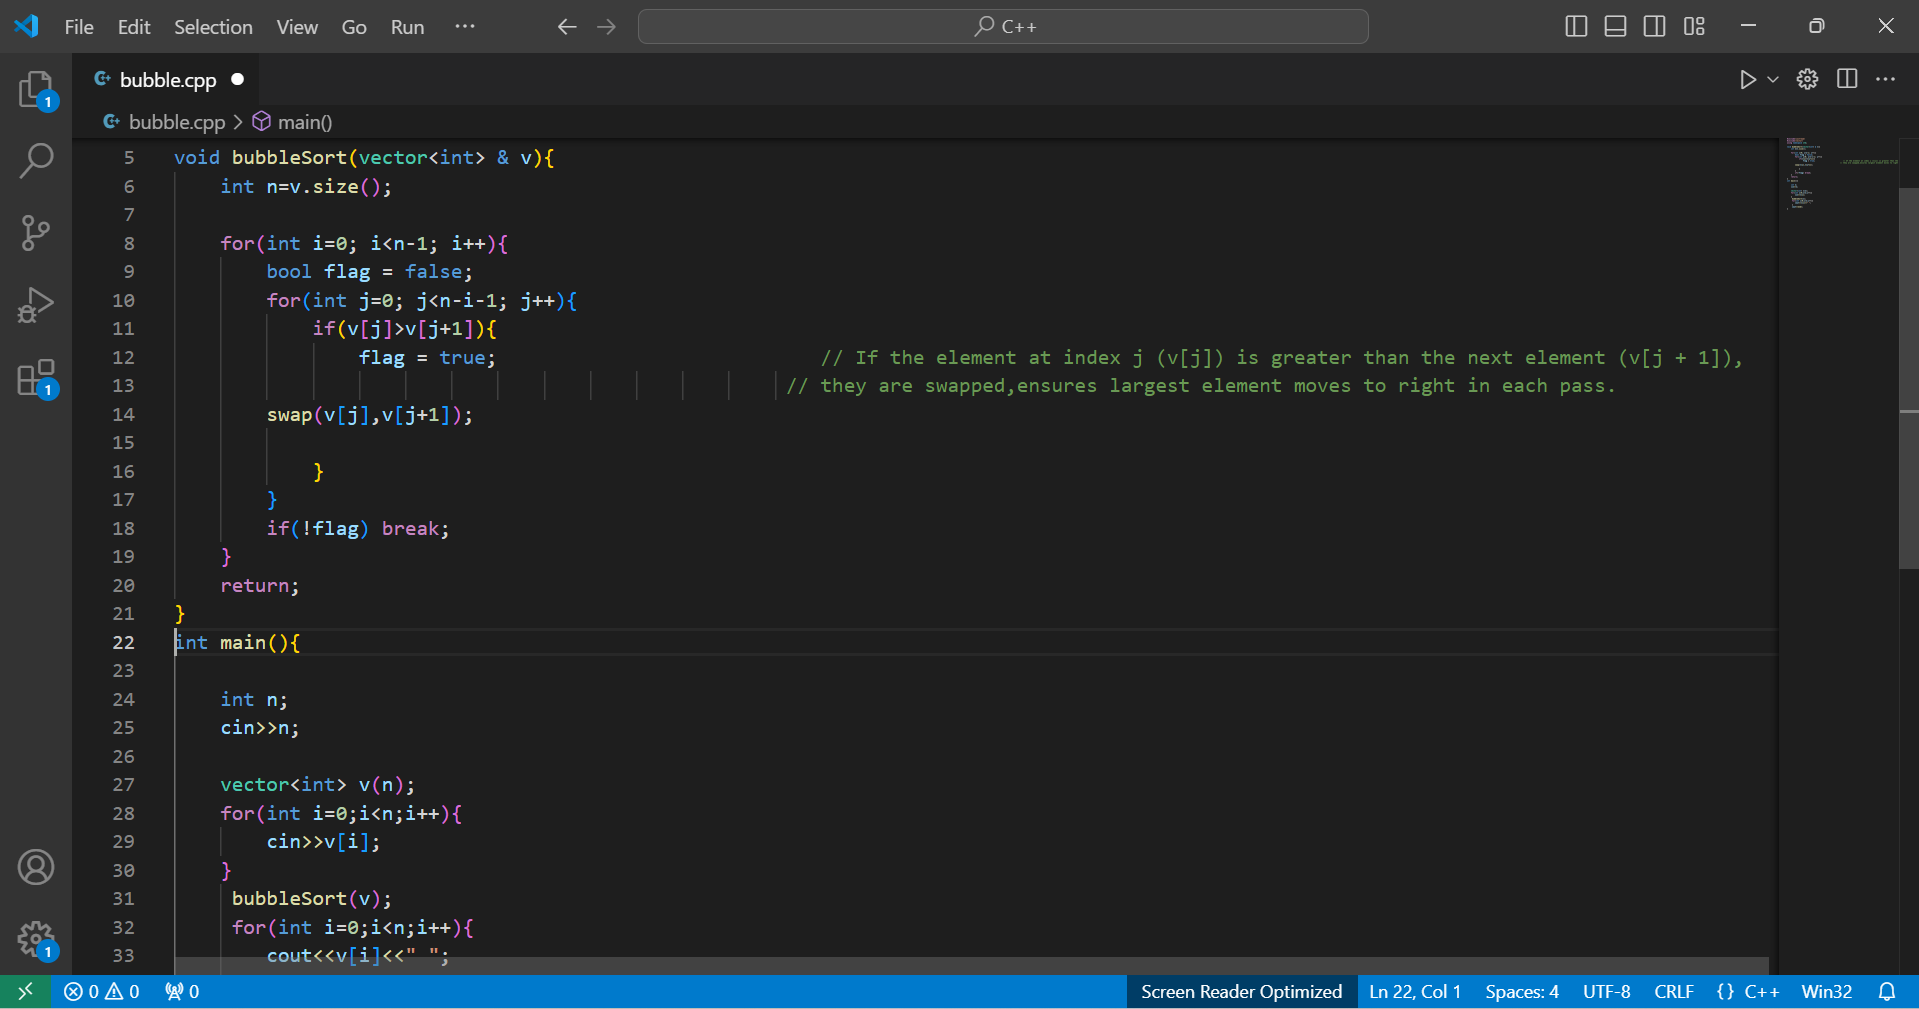 File Edit Selection View Go Run ···
C++
bubble.cpp
bubble.cpp > main()
5 void bubbleSort(vector<int> & v){
6 int n=v.size();
7
8 for(int i=0; i<n-1; i++){
9 bool flag = false;
10 for(int j=0; j<n-i-1; j++){
11 if(v[j]>v[j+1]){
12 flag = true; // If the element at index j (v[j]) is greater than the next element (v[j + 1]),
13 // they are swapped,ensures largest element moves to right in each pass.
14 swap(v[j],v[j+1]);
15
16 }
17 }
18 if(!flag) break;
19 }
20 return;
21 }
22 int main(){
23
24 int n;
25 cin>>n;
26
27 vector<int> v(n);
28 for(int i=0;i<n;i++){
29 cin>>v[i];
30 }
31 bubbleSort(v);
32 for(int i=0;i<n;i++){
33 cout<<v[i]<<" ";
1
1
1
0 0 0 Screen Reader Optimized Ln 22, Col 1 Spaces: 4 UTF-8 CRLF {} C++ Win32